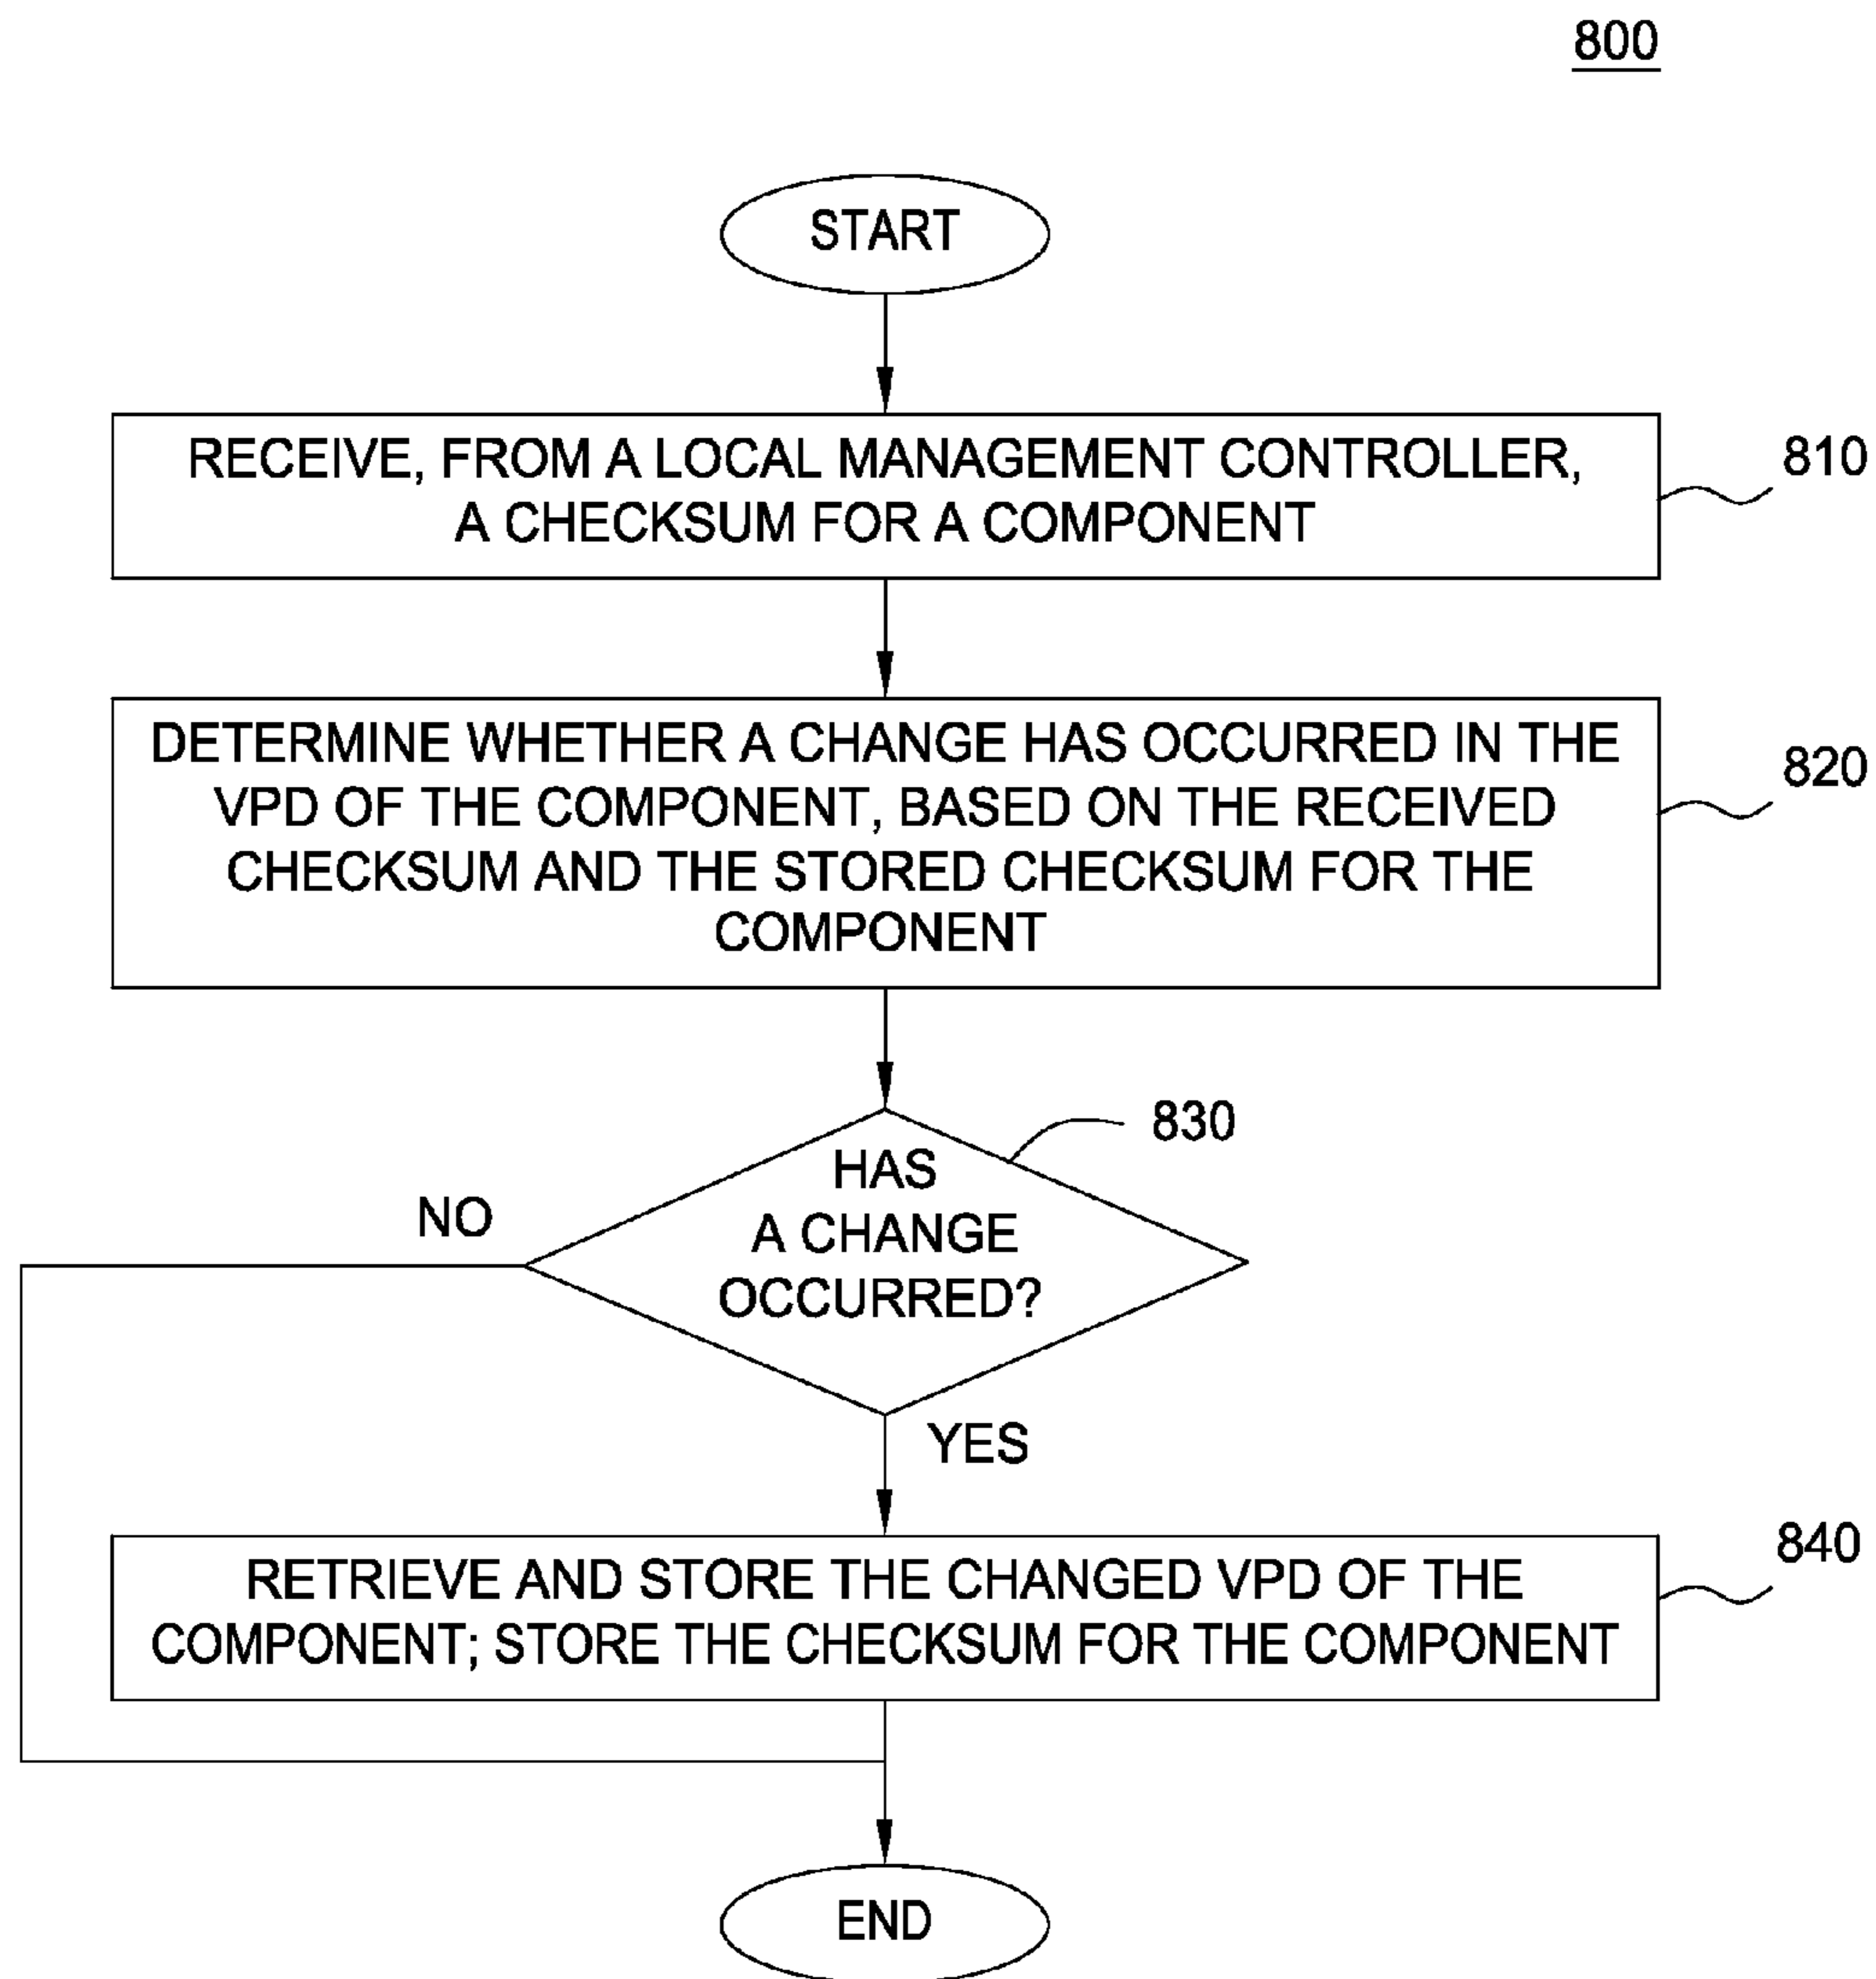 800
START
RECEIVE, FROM A LOCAL MANAGEMENT CONTROLLER,
A CHECKSUM FOR A COMPONENT
810
DETERMINE WHETHER A CHANGE HAS OCCURRED IN THE
VPD OF THE COMPONENT, BASED ON THE RECEIVED
CHECKSUM AND THE STORED CHECKSUM FOR THE
COMPONENT
820
830
HAS
A CHANGE
OCCURRED?
NO
YES
RETRIEVE AND STORE THE CHANGED VPD OF THE
COMPONENT; STORE THE CHECKSUM FOR THE COMPONENT
840
END